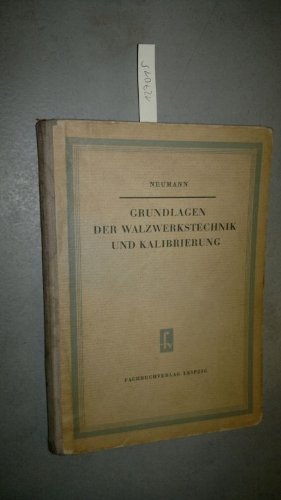 NEUMANN
GRUNDLAGEN
DER WALZWERKSTECHNIK
UND KALIBRIERUNG
FACHBUCHVERLAG LEIPZIG